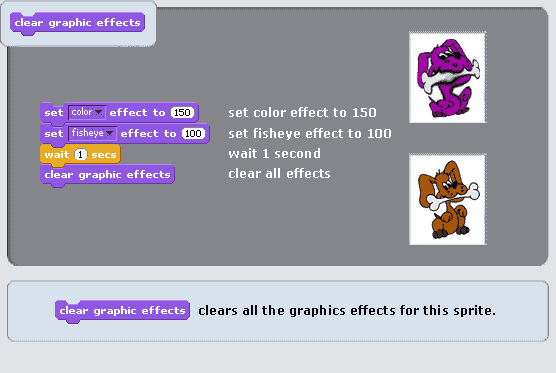 clear graphic effects
set color effect to 150 set color effect to 150
set fisheye effect to 100 set fisheye effect to 100
wait 1 secs wait 1 second
clear graphic effects clear all effects
clear graphic effects clears all the graphics effects for this sprite.